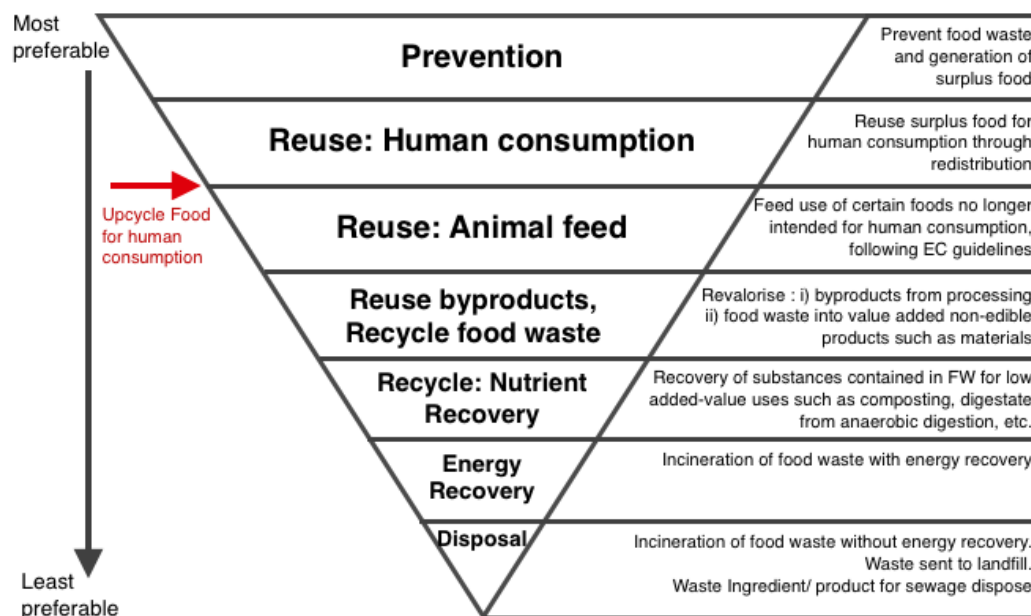 Most
preferable
Prevention
Prevent food waste
and generation of
surplus food
Reuse: Human consumption
Reuse surplus food for
human consumption through
redistribution
Upcycle Food
for human
consumption
Reuse: Animal feed
Feed use of certain foods no longer
intended for human consumption,
following EC guidelines
Reuse byproducts,
Recycle food waste
Revalorise : i) byproducts from processing
ii) food waste into value added non-edible
products such as materials
Recycle: Nutrient
Recovery
Recovery of substances contained in FW for low
added-value uses such as composting, digestate
from anaerobic digestion, etc.
Energy
Recovery
Incineration of food waste with energy recovery
Disposal
Incineration of food waste without energy recovery.
Waste sent to landfill.
Waste Ingredient/ product for sewage dispose
Least
preferable